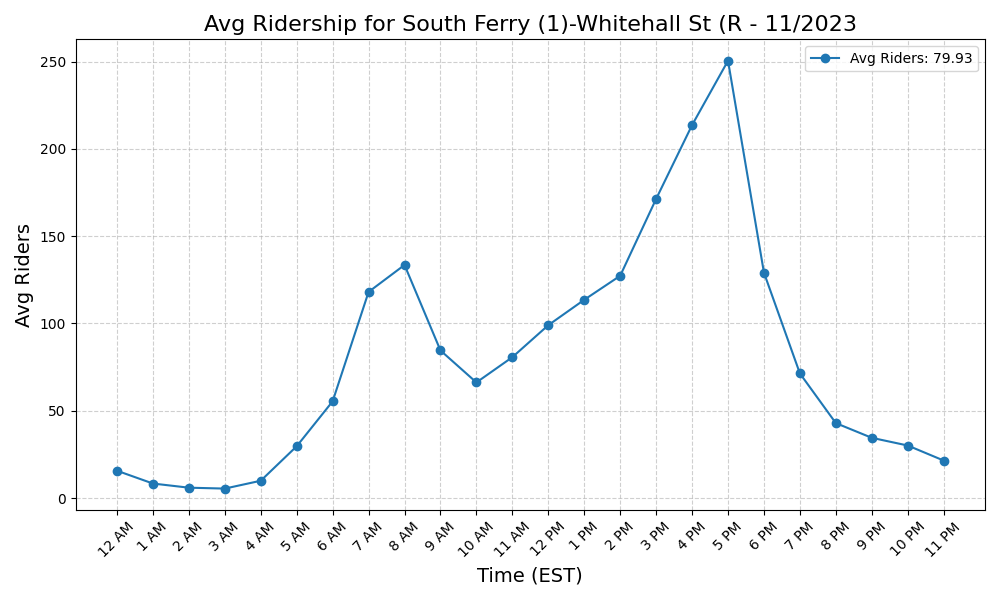 Avg Ridership for South Ferry (1)-Whitehall St (R - 11/2023
Avg Riders: 79.93
Avg Riders
250
200
150
100
50
0
12 AM
1 AM
2 AM
3 AM
4 AM
5 AM
6 AM
7 AM
8 AM
9 AM
10 AM
11 AM
12 PM
1 PM
2 PM
3 PM
4 PM
5 PM
6 PM
7 PM
8 PM
9 PM
10 PM
11 PM
Time (EST)